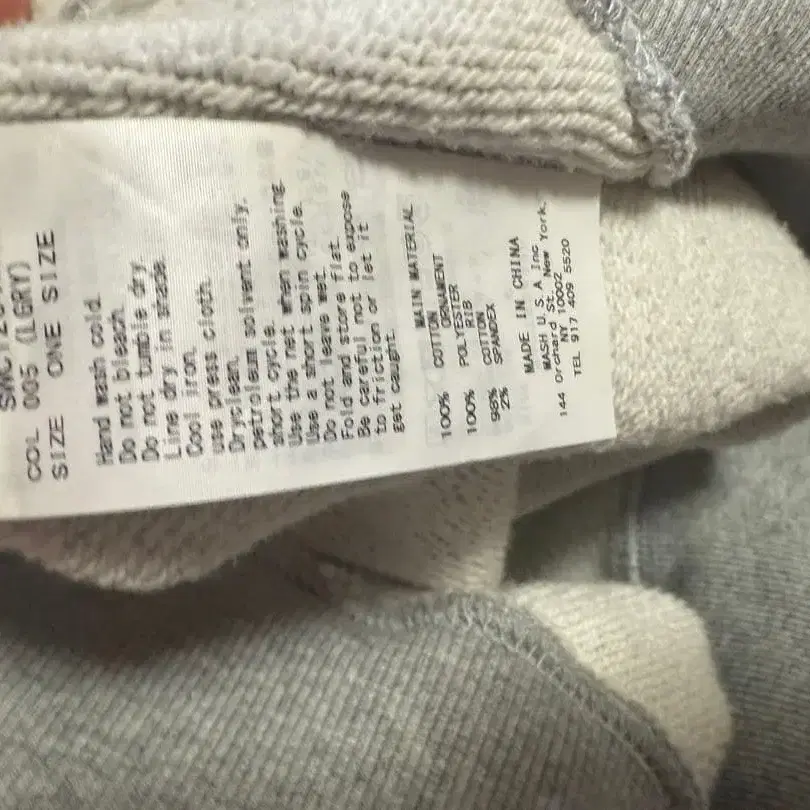 COL 005 (LGRY)
SIZE ONE SIZE
Hand wash cold.
Do not bleach.
Do not tumble dry.
Line dry in shade.
Cool iron.
use press cloth.
Dryclean.
petroleum solvent only.
short cycle.
Use the net when washing
Use a short spin cycle.
Do not leave wet.
Fold and store flat.
Be careful not to expose
to friction or let it
get caught.
MAIN MATERIAL
100% COTTON
ORNAMENT
100% POLYESTER
RIB
98% COTTON
2% SPANDEX
MADE IN CHINA
MASH U. S. A Inc
144 Orchard St. New York.
NY 10002
TEL 917 409 5520